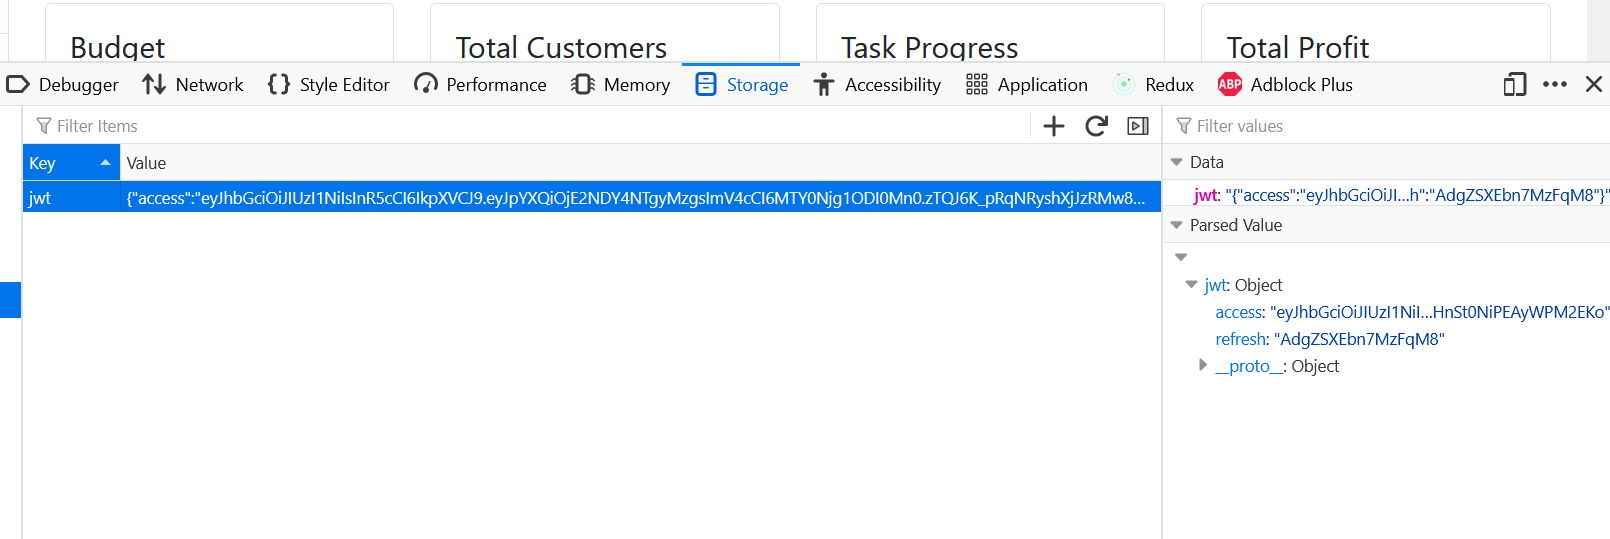 Budget Total Customers Task Progress Total Profit
Debugger Network Style Editor Performance Memory Storage Accessibility Application Redux ABP Adblock Plus
Filter Items Filter values
Key Value Data
jwt {"access":"eyJhbGciOiJIUzI1NiIsInR5cCI6IkpXVCJ9.eyJpYXQiOjE2NDY4NTgyMzgsImV4cCI6MTY0Njg1ODI0Mn0.zTQJ6K_pRqNRyshXjJzRMw8... jwt: "{"access":"eyJhbGciOiJI...h":"AdgZSXEbn7MzFqM8"}"
Parsed Value
jwt: Object
access: "eyJhbGciOiJIUzI1NiI...HnSt0NiPEAyWPM2EKo"
refresh: "AdgZSXEbn7MzFqM8"
__proto__: Object